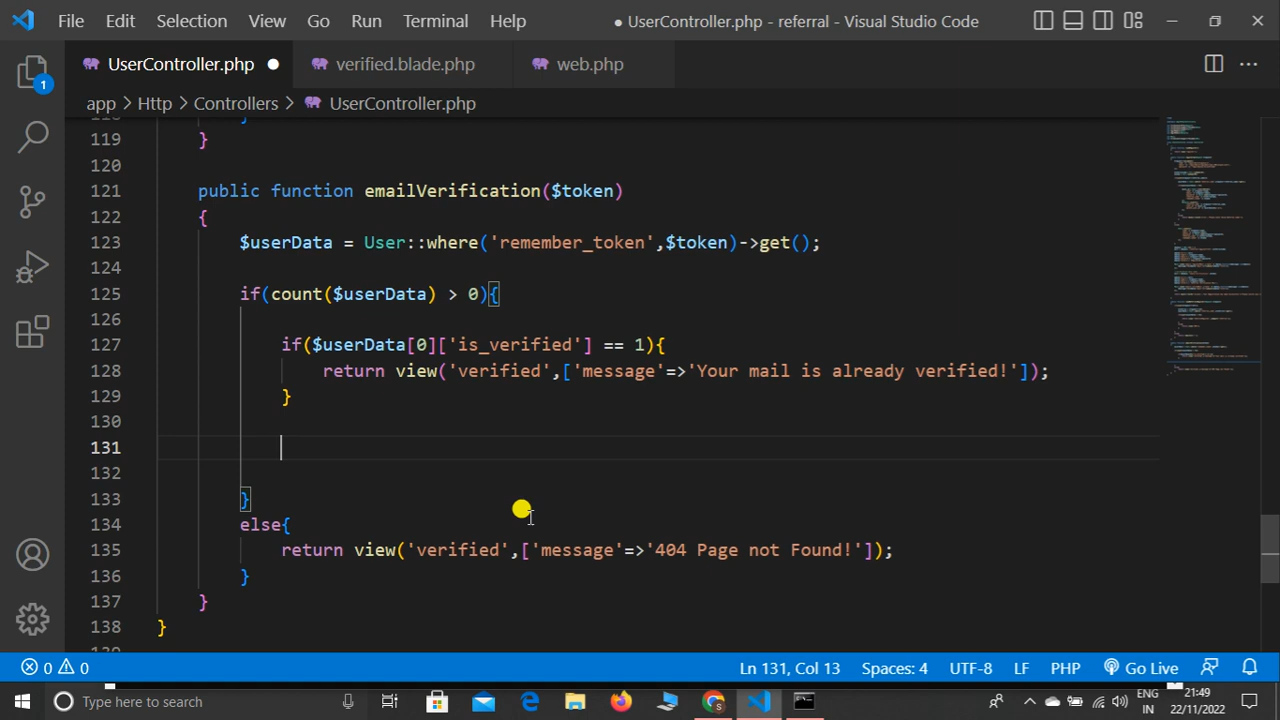 File Edit Selection View Go Run Terminal Help ● UserController.php - referral - Visual Studio Code
UserController.php ● verified.blade.php web.php
1
app > Http > Controllers > UserController.php
119 }
120
121 public function emailVerification($token)
122 {
123 $userData = User::where('remember_token',$token)->get();
124
125 if(count($userData) > 0){
126
127 if($userData[0]['is_verified'] == 1){
128 return view('verified',['message'=>'Your mail is already verified!']);
129 }
130
131
132
133 }
134 else{
135 return view('verified',['message'=>'404 Page not Found!']);
136 }
137 }
138 }
0 0 Ln 131, Col 13 Spaces: 4 UTF-8 LF PHP Go Live
Type here to search ENG 21:49
IN 22/11/2022